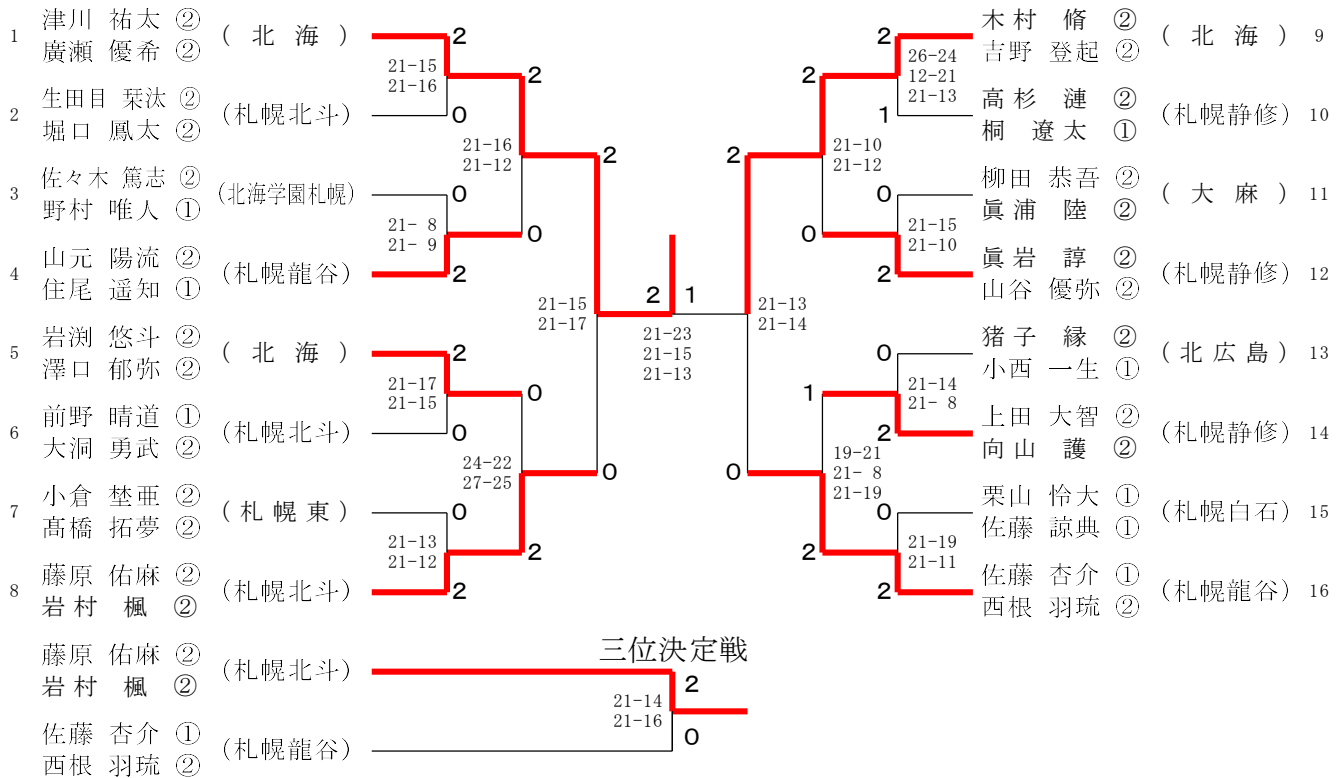 1 津川 祐太 ②
廣瀬 優希 ②
(北海)
2 生田目 栞汰 ②
堀口 鳳太 ②
(札幌北斗)
3 佐々木 篤志 ②
野村 唯人 ①
(北海学園札幌)
4 山元 陽流 ②
住尾 遥知 ①
(札幌龍谷)
5 岩渕 悠斗 ②
澤口 郁弥 ②
(北海)
6 前野 晴道 ①
大洞 勇武 ②
(札幌北斗)
7 小倉 埜亜 ②
髙橋 拓夢 ②
(札幌東)
8 藤原 佑麻 ②
岩村 楓 ②
(札幌北斗)
2
21-15
21-16
0
2
21-16
21-12
0
21- 8
21- 9
2
0
2
21-15
21-17
2
21-17
21-15
0
0
24-22
27-25
0
21-13
21-12
2
2
0
2 1
21-23
21-15
21-13
2
21-13
21-14
0
2
21-10
21-12
0
2
26-24
12-21
21-13
1
0
21-15
21-10
2
1
19-21
21- 8
21-19
2
0
21-14
21- 8
2
0
21-19
21-11
2
木村 脩 ②
吉野 登起 ②
(北海) 9
高杉 漣 ②
桐 遼太 ①
(札幌静修) 10
柳田 恭吾 ②
眞浦 陸 ②
(大麻) 11
眞岩 諄 ②
山谷 優弥 ②
(札幌静修) 12
猪子 縁 ②
小西 一生 ①
(北広島) 13
上田 大智 ②
向山 護 ②
(札幌静修) 14
栗山 怜大 ①
佐藤 諒典 ①
(札幌白石) 15
佐藤 杏介 ①
西根 羽琉 ②
(札幌龍谷) 16
三位決定戦
藤原 佑麻 ②
岩村 楓 ②
(札幌北斗)
2
21-14
21-16
0
佐藤 杏介 ①
西根 羽琉 ②
(札幌龍谷)